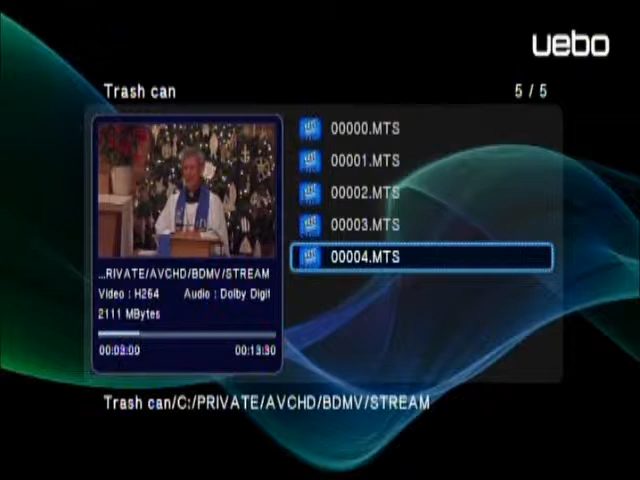 uebo
Trash can
5 / 5
00000.MTS
00001.MTS
00002.MTS
00003.MTS
00004.MTS
...RIVATE/AVCHD/BDMV/STREAM
Video : H264 Audio : Dolby Digit
2111 MBytes
00:03:00 00:13:30
Trash can/C:/PRIVATE/AVCHD/BDMV/STREAM